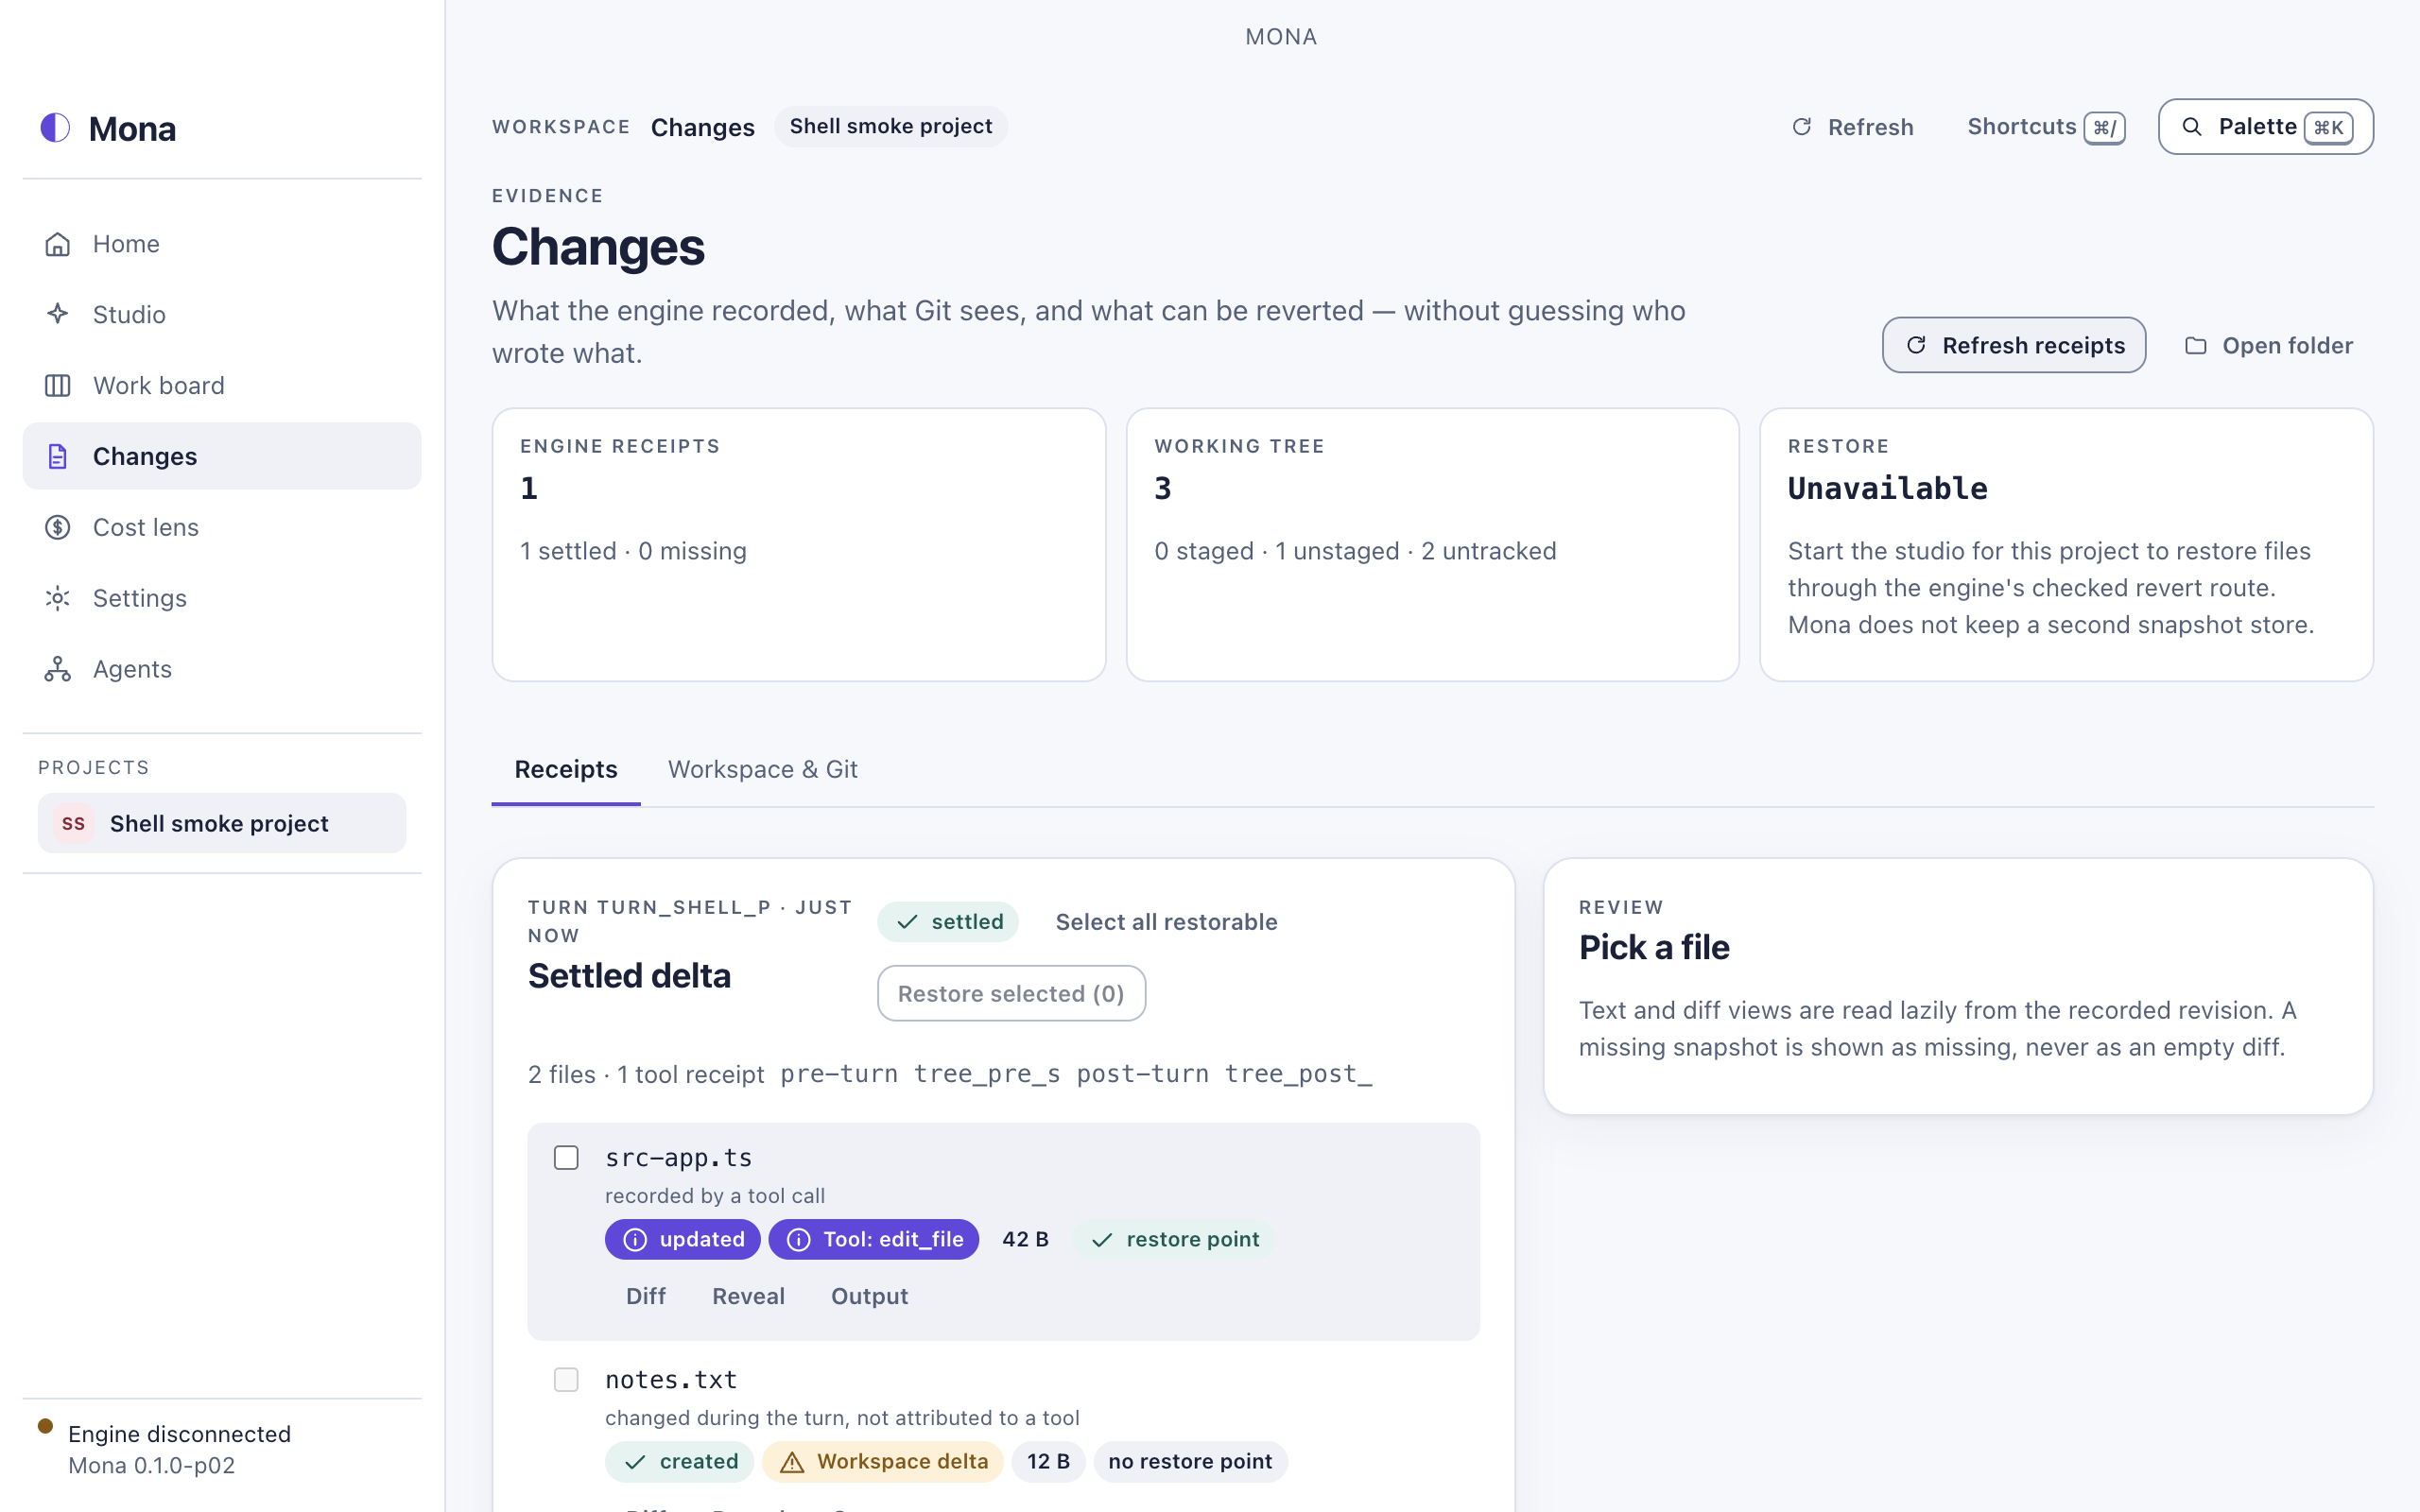 MONA
Mona
Home
Studio
Work board
Changes
Cost lens
Settings
Agents
PROJECTS
SS Shell smoke project
Engine disconnected
Mona 0.1.0-p02
WORKSPACE Changes Shell smoke project
Refresh Shortcuts ⌘/ Palette ⌘K
EVIDENCE
Changes
What the engine recorded, what Git sees, and what can be reverted — without guessing who
wrote what.
Refresh receipts Open folder
ENGINE RECEIPTS
1
1 settled · 0 missing
WORKING TREE
3
0 staged · 1 unstaged · 2 untracked
RESTORE
Unavailable
Start the studio for this project to restore files
through the engine's checked revert route.
Mona does not keep a second snapshot store.
Receipts Workspace & Git
TURN TURN_SHELL_P · JUST
NOW
Settled delta
settled Select all restorable
Restore selected (0)
2 files · 1 tool receipt pre-turn tree_pre_s post-turn tree_post_
src-app.ts
recorded by a tool call
updated Tool: edit_file 42 B restore point
Diff Reveal Output
notes.txt
changed during the turn, not attributed to a tool
created Workspace delta 12 B no restore point
REVIEW
Pick a file
Text and diff views are read lazily from the recorded revision. A
missing snapshot is shown as missing, never as an empty diff.